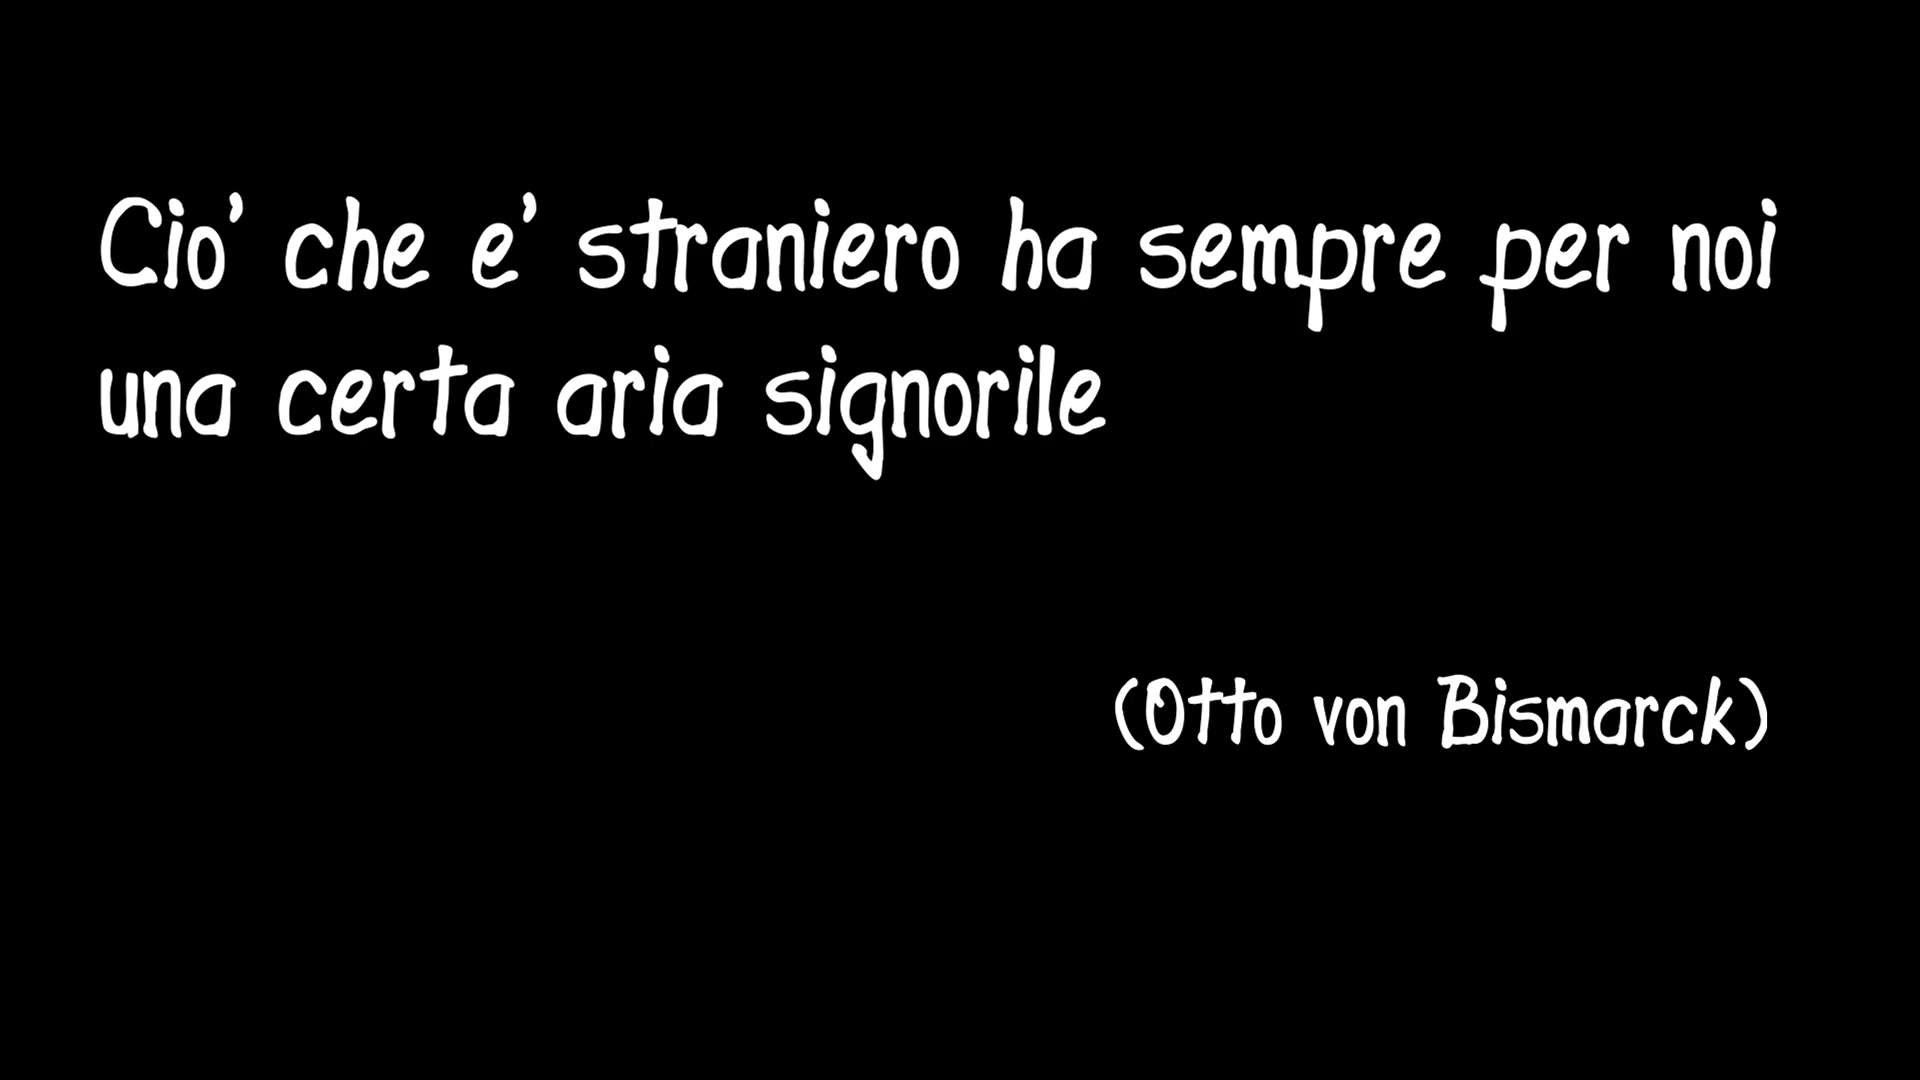 Cio' che e' straniero ha sempre per noi
una certa aria signorile
(Otto von Bismarck)